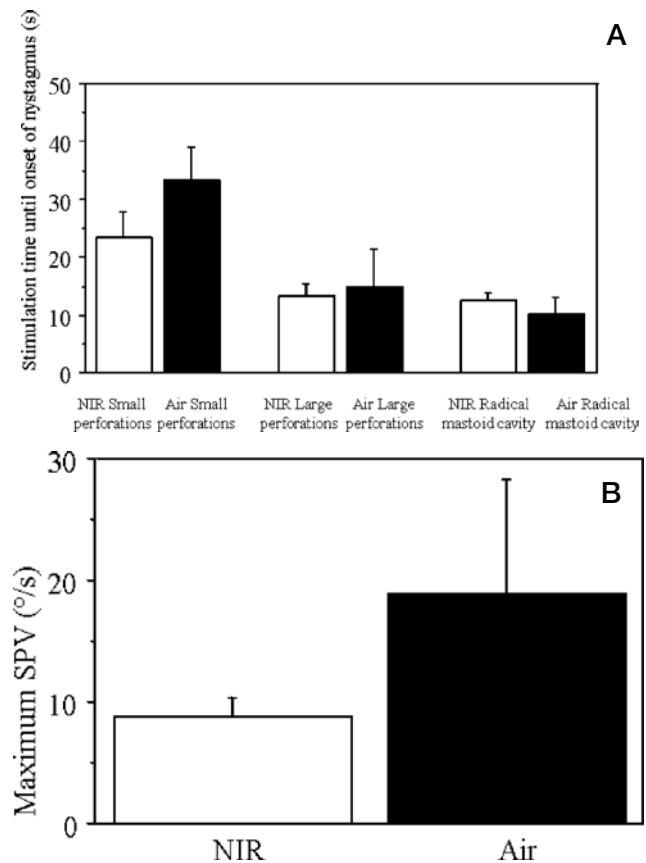 A
Stimulation time until onset of nystagmus (s)
50
40
30
20
10
0
NIR Small perforations
Air Small perforations
NIR Large perforations
Air Large perforations
NIR Radical mastoid cavity
Air Radical mastoid cavity
B
Maximum SPV (°/s)
30
20
10
0
NIR
Air